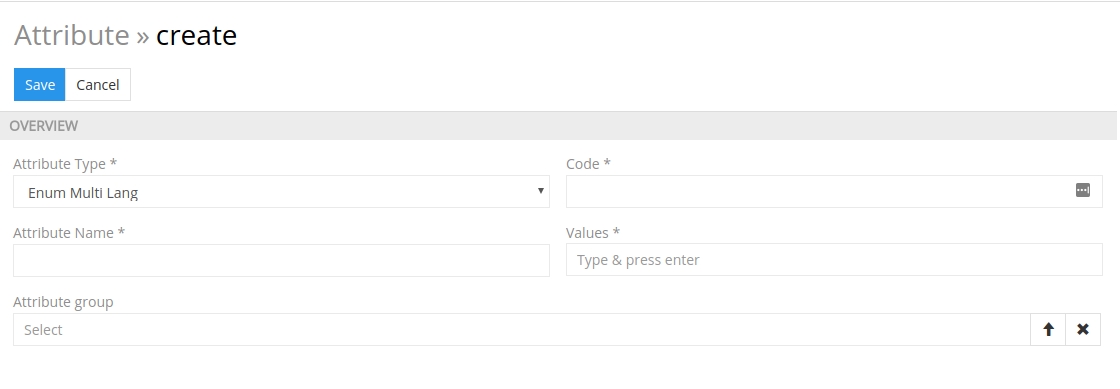 Attribute » create
Save Cancel
OVERVIEW
Attribute Type * Code *
Enum Multi Lang
Attribute Name * Values *
Type & press enter
Attribute group
Select